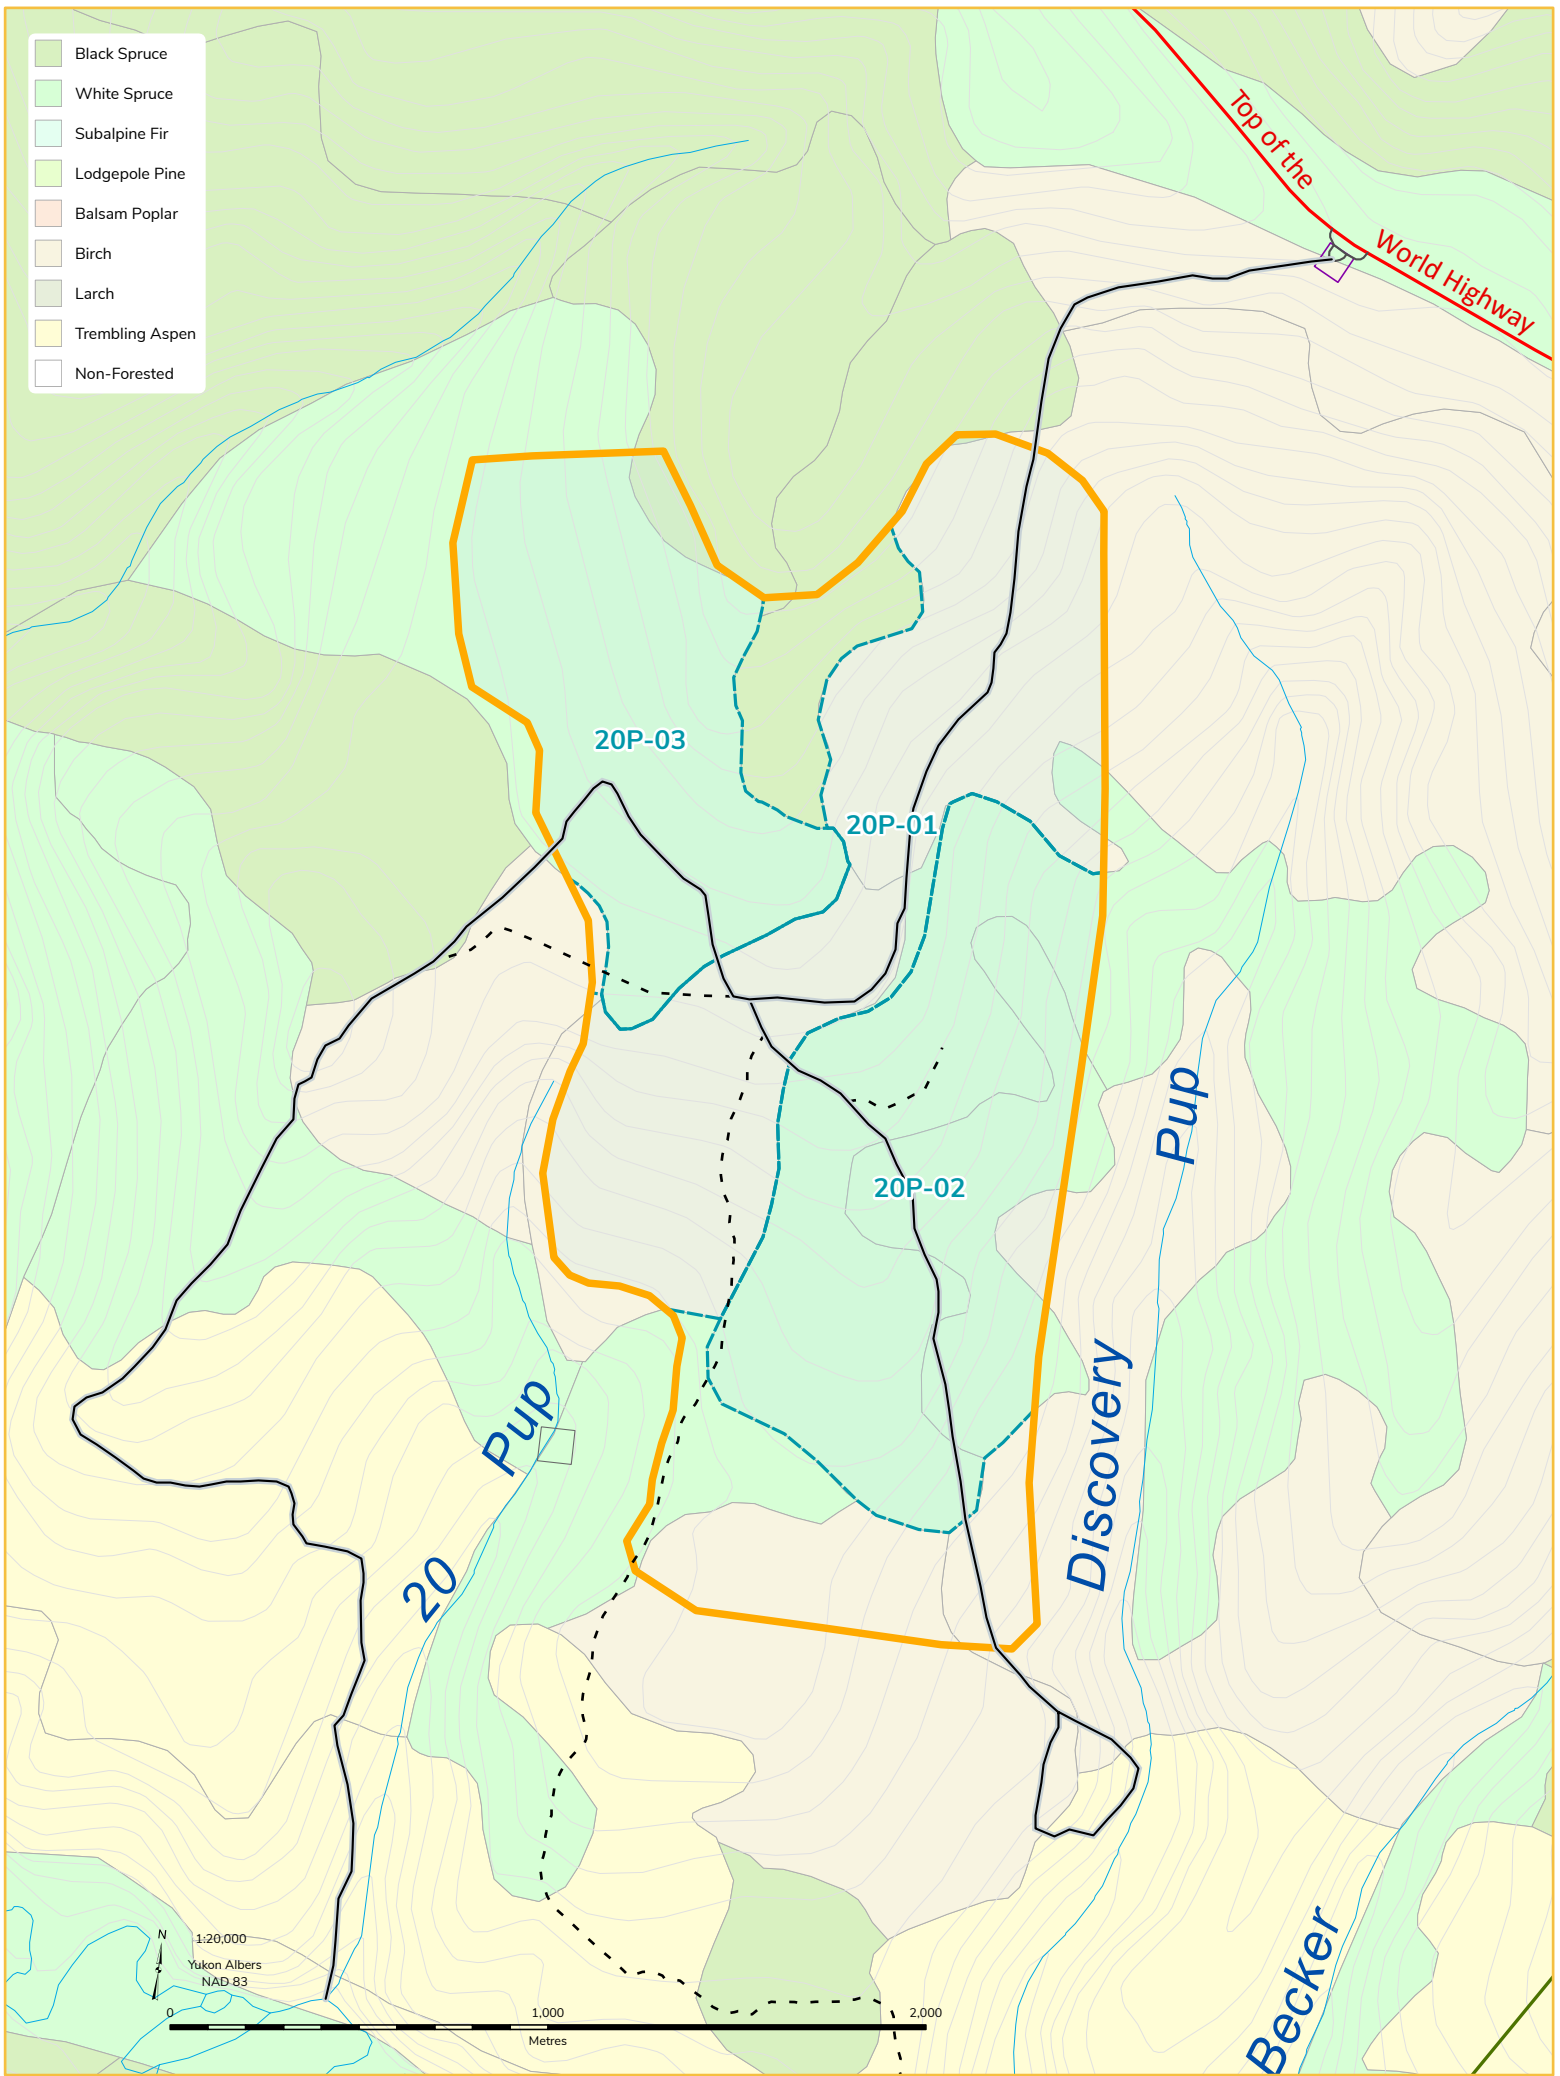 Black Spruce
White Spruce
Subalpine Fir
Lodgepole Pine
Balsam Poplar
Birch
Larch
Trembling Aspen
Non-Forested
Top of the
World Highway
20P-03
20P-01
20P-02
Pup
Discovery
Pup
20
Becker
N
1:20,000
Yukon Albers
NAD 83
0
1,000
2,000
Metres